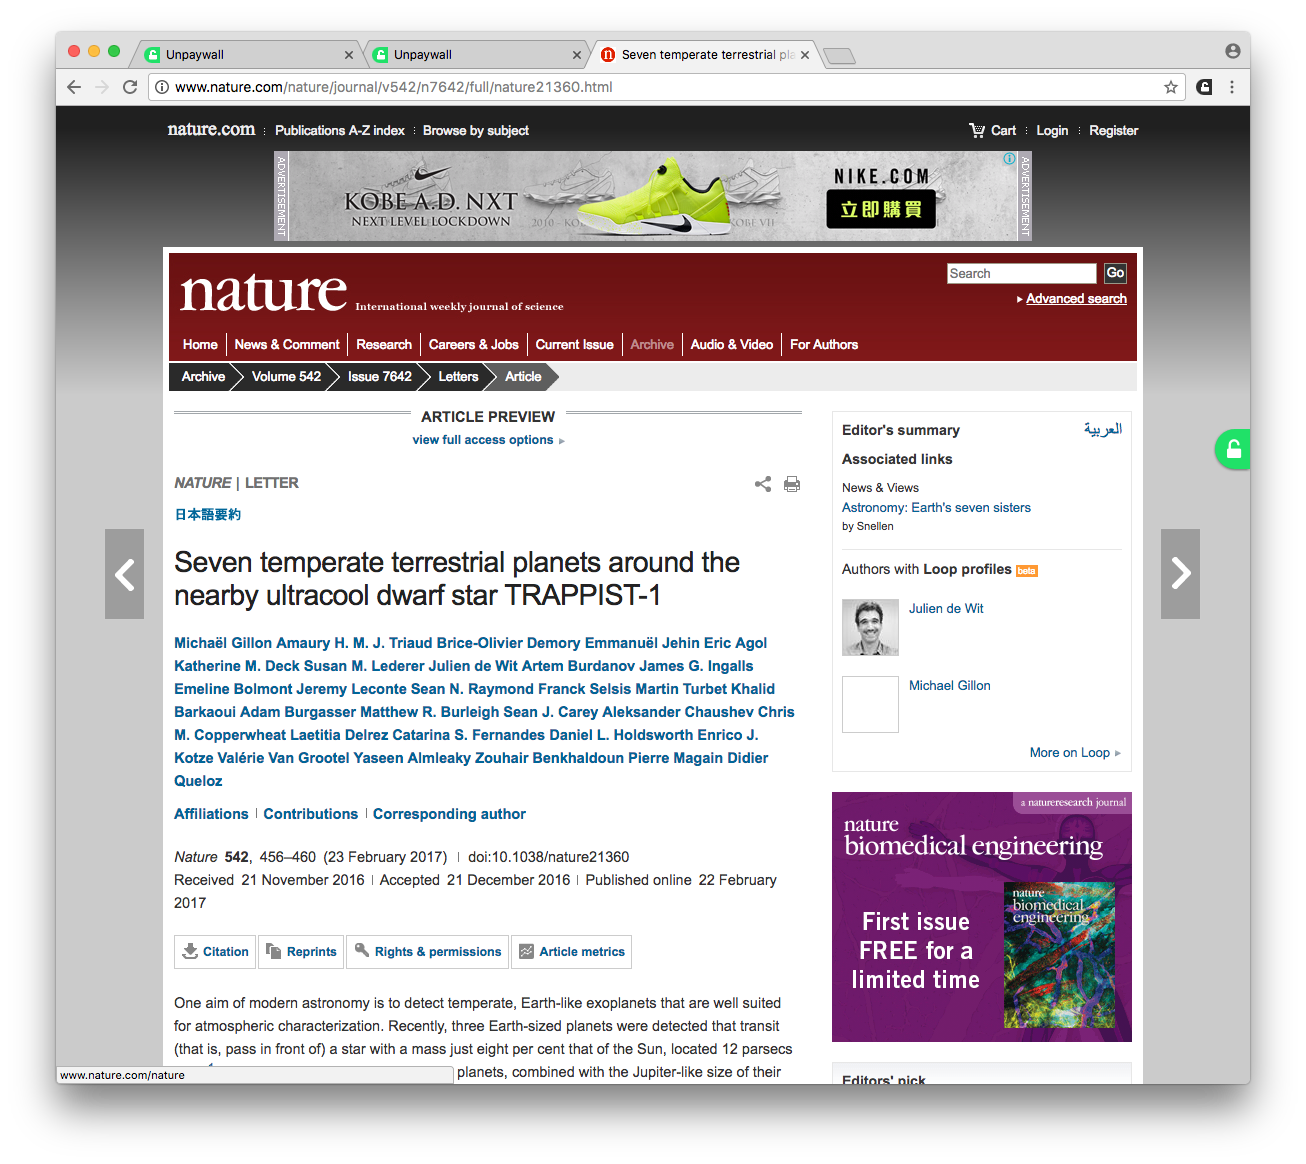 Unpaywall
Unpaywall
Seven temperate terrestrial pla
www.nature.com/nature/journal/v542/n7642/full/nature21360.html
nature.com
Publications A-Z index
Browse by subject
Cart
Login
Register
ADVERTISEMENT
KOBE A.D. NXT
NEXT LEVEL LOCKDOWN
2010 - KO
KOBE VII
NIKE.COM
立即購買
ADVERTISEMENT
nature International weekly journal of science
Search
Go
Advanced search
Home
News & Comment
Research
Careers & Jobs
Current Issue
Archive
Audio & Video
For Authors
Archive
Volume 542
Issue 7642
Letters
Article
ARTICLE PREVIEW
view full access options
NATURE | LETTER
日本語要約
Seven temperate terrestrial planets around the
nearby ultracool dwarf star TRAPPIST-1
Michaël Gillon Amaury H. M. J. Triaud Brice-Olivier Demory Emmanuël Jehin Eric Agol
Katherine M. Deck Susan M. Lederer Julien de Wit Artem Burdanov James G. Ingalls
Emeline Bolmont Jeremy Leconte Sean N. Raymond Franck Selsis Martin Turbet Khalid
Barkaoui Adam Burgasser Matthew R. Burleigh Sean J. Carey Aleksander Chaushev Chris
M. Copperwheat Laetitia Delrez Catarina S. Fernandes Daniel L. Holdsworth Enrico J.
Kotze Valérie Van Grootel Yaseen Almleaky Zouhair Benkhaldoun Pierre Magain Didier
Queloz
Affiliations | Contributions | Corresponding author
Nature 542, 456–460 (23 February 2017) | doi:10.1038/nature21360
Received 21 November 2016 | Accepted 21 December 2016 | Published online 22 February
2017
Citation
Reprints
Rights & permissions
Article metrics
One aim of modern astronomy is to detect temperate, Earth-like exoplanets that are well suited
for atmospheric characterization. Recently, three Earth-sized planets were detected that transit
(that is, pass in front of) a star with a mass just eight per cent that of the Sun, located 12 parsecs
planets, combined with the Jupiter-like size of their
www.nature.com/nature
Editor's summary
العربية
Associated links
News & Views
Astronomy: Earth's seven sisters
by Snellen
Authors with Loop profiles beta
Julien de Wit
Michael Gillon
More on Loop
a natureresearch journal
nature
biomedical engineering
First issue
FREE for a
limited time
nature
biomedical
engineering
Editors' pick